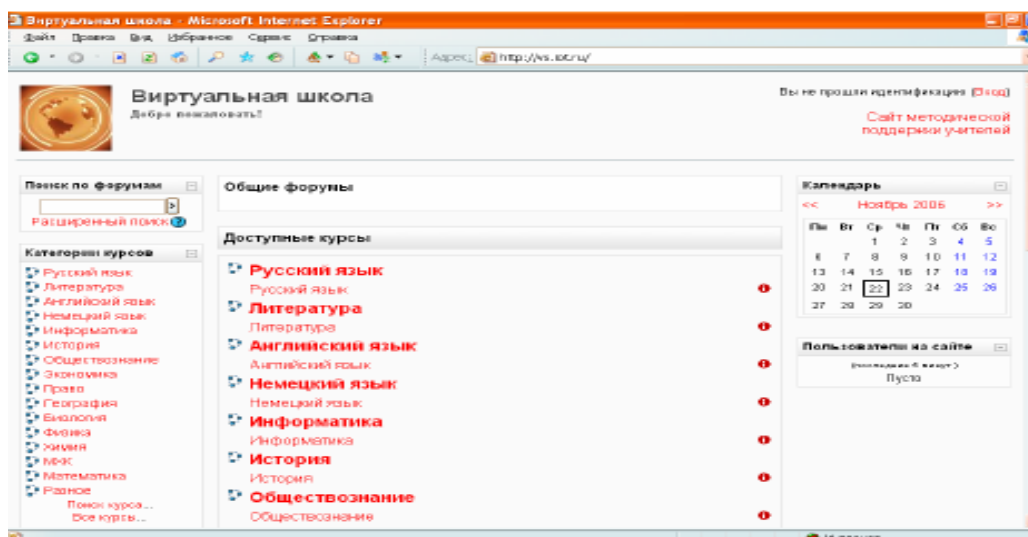 Виртуальная школа - Microsoft Internet Explorer
Файл Правка Вид Избранное Сервис Справка
Адрес: http://vs.iot.ru/
Виртуальная школа
Добро пожаловать!
Вы не прошли идентификацию (Вход)
Сайт методической
поддержки учителей
Поиск по форумам
Расширенный поиск
Категории курсов
Русский язык
Литература
Английский язык
Немецкий язык
Информатика
История
Обществознание
Экономика
Право
География
Биология
Физика
Химия
МХК
Математика
Разное
Поиск курса...
Все курсы...
Общие форумы
Доступные курсы
Русский язык
Русский язык
Литература
Литература
Английский язык
Английский язык
Немецкий язык
Немецкий язык
Информатика
Информатика
История
История
Обществознание
Обществознание
Календарь
<< Ноябрь 2006 >>
Пн Вт Ср Чт Пт Сб Вс
1 2 3 4 5
6 7 8 9 10 11 12
13 14 15 16 17 18 19
20 21 22 23 24 25 26
27 28 29 30
Пользователи на сайте
(последние 5 минут)
Пусто